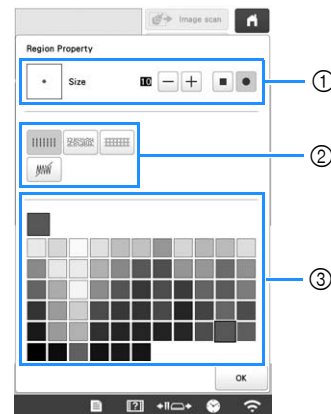 Image scan
Region Property
Size 10 − + ①
②
③
OK